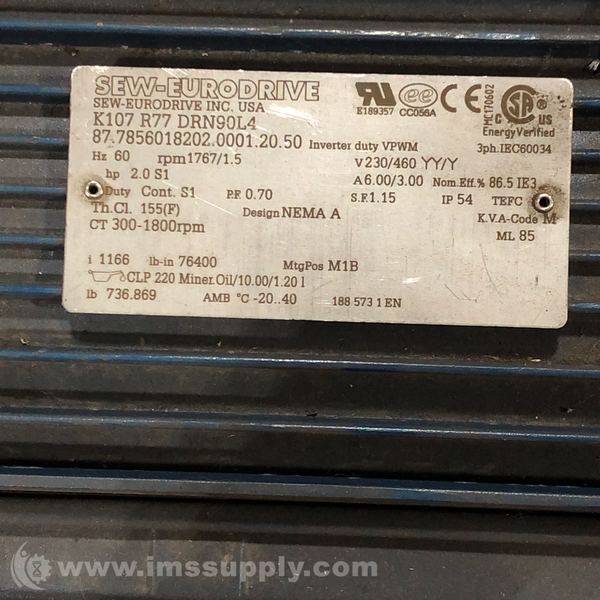 SEW-EURODRIVE
SEW-EURODRIVE INC. USA
K107 R77 DRN90L4
87.7856018202.0001.20.50 Inverter duty VPWM
E189357 CC056A MC170602
C US
Energy Verified
3ph.IEC60034
Hz 60 rpm 1767/1.5 V 230/460 YY/Y
hp 2.0 S1 A 6.00/3.00 Nom.Eff.% 86.5 IE3
Duty Cont. S1 P.F. 0.70 S.F. 1.15 IP 54 TEFC
Th.Cl. 155(F) Design NEMA A K.V.A-Code M
CT 300-1800rpm ML 85
i 1166 lb-in 76400 MtgPos M1B
CLP 220 Miner.Oil/10.00/1.20 l
lb 736.869 AMB °C -20..40 188 573 1 EN
www.imssupply.com